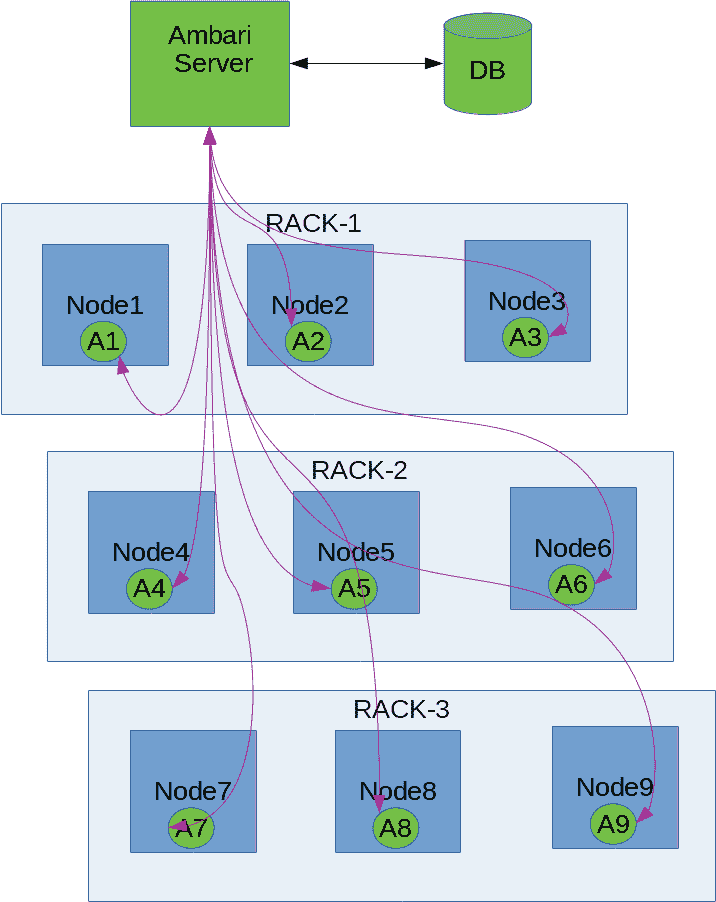 Ambari
Server
DB
RACK-1
Node1
Node2
Node3
A1
A2
A3
RACK-2
Node4
Node5
Node6
A4
A5
A6
RACK-3
Node7
Node8
Node9
A7
A8
A9